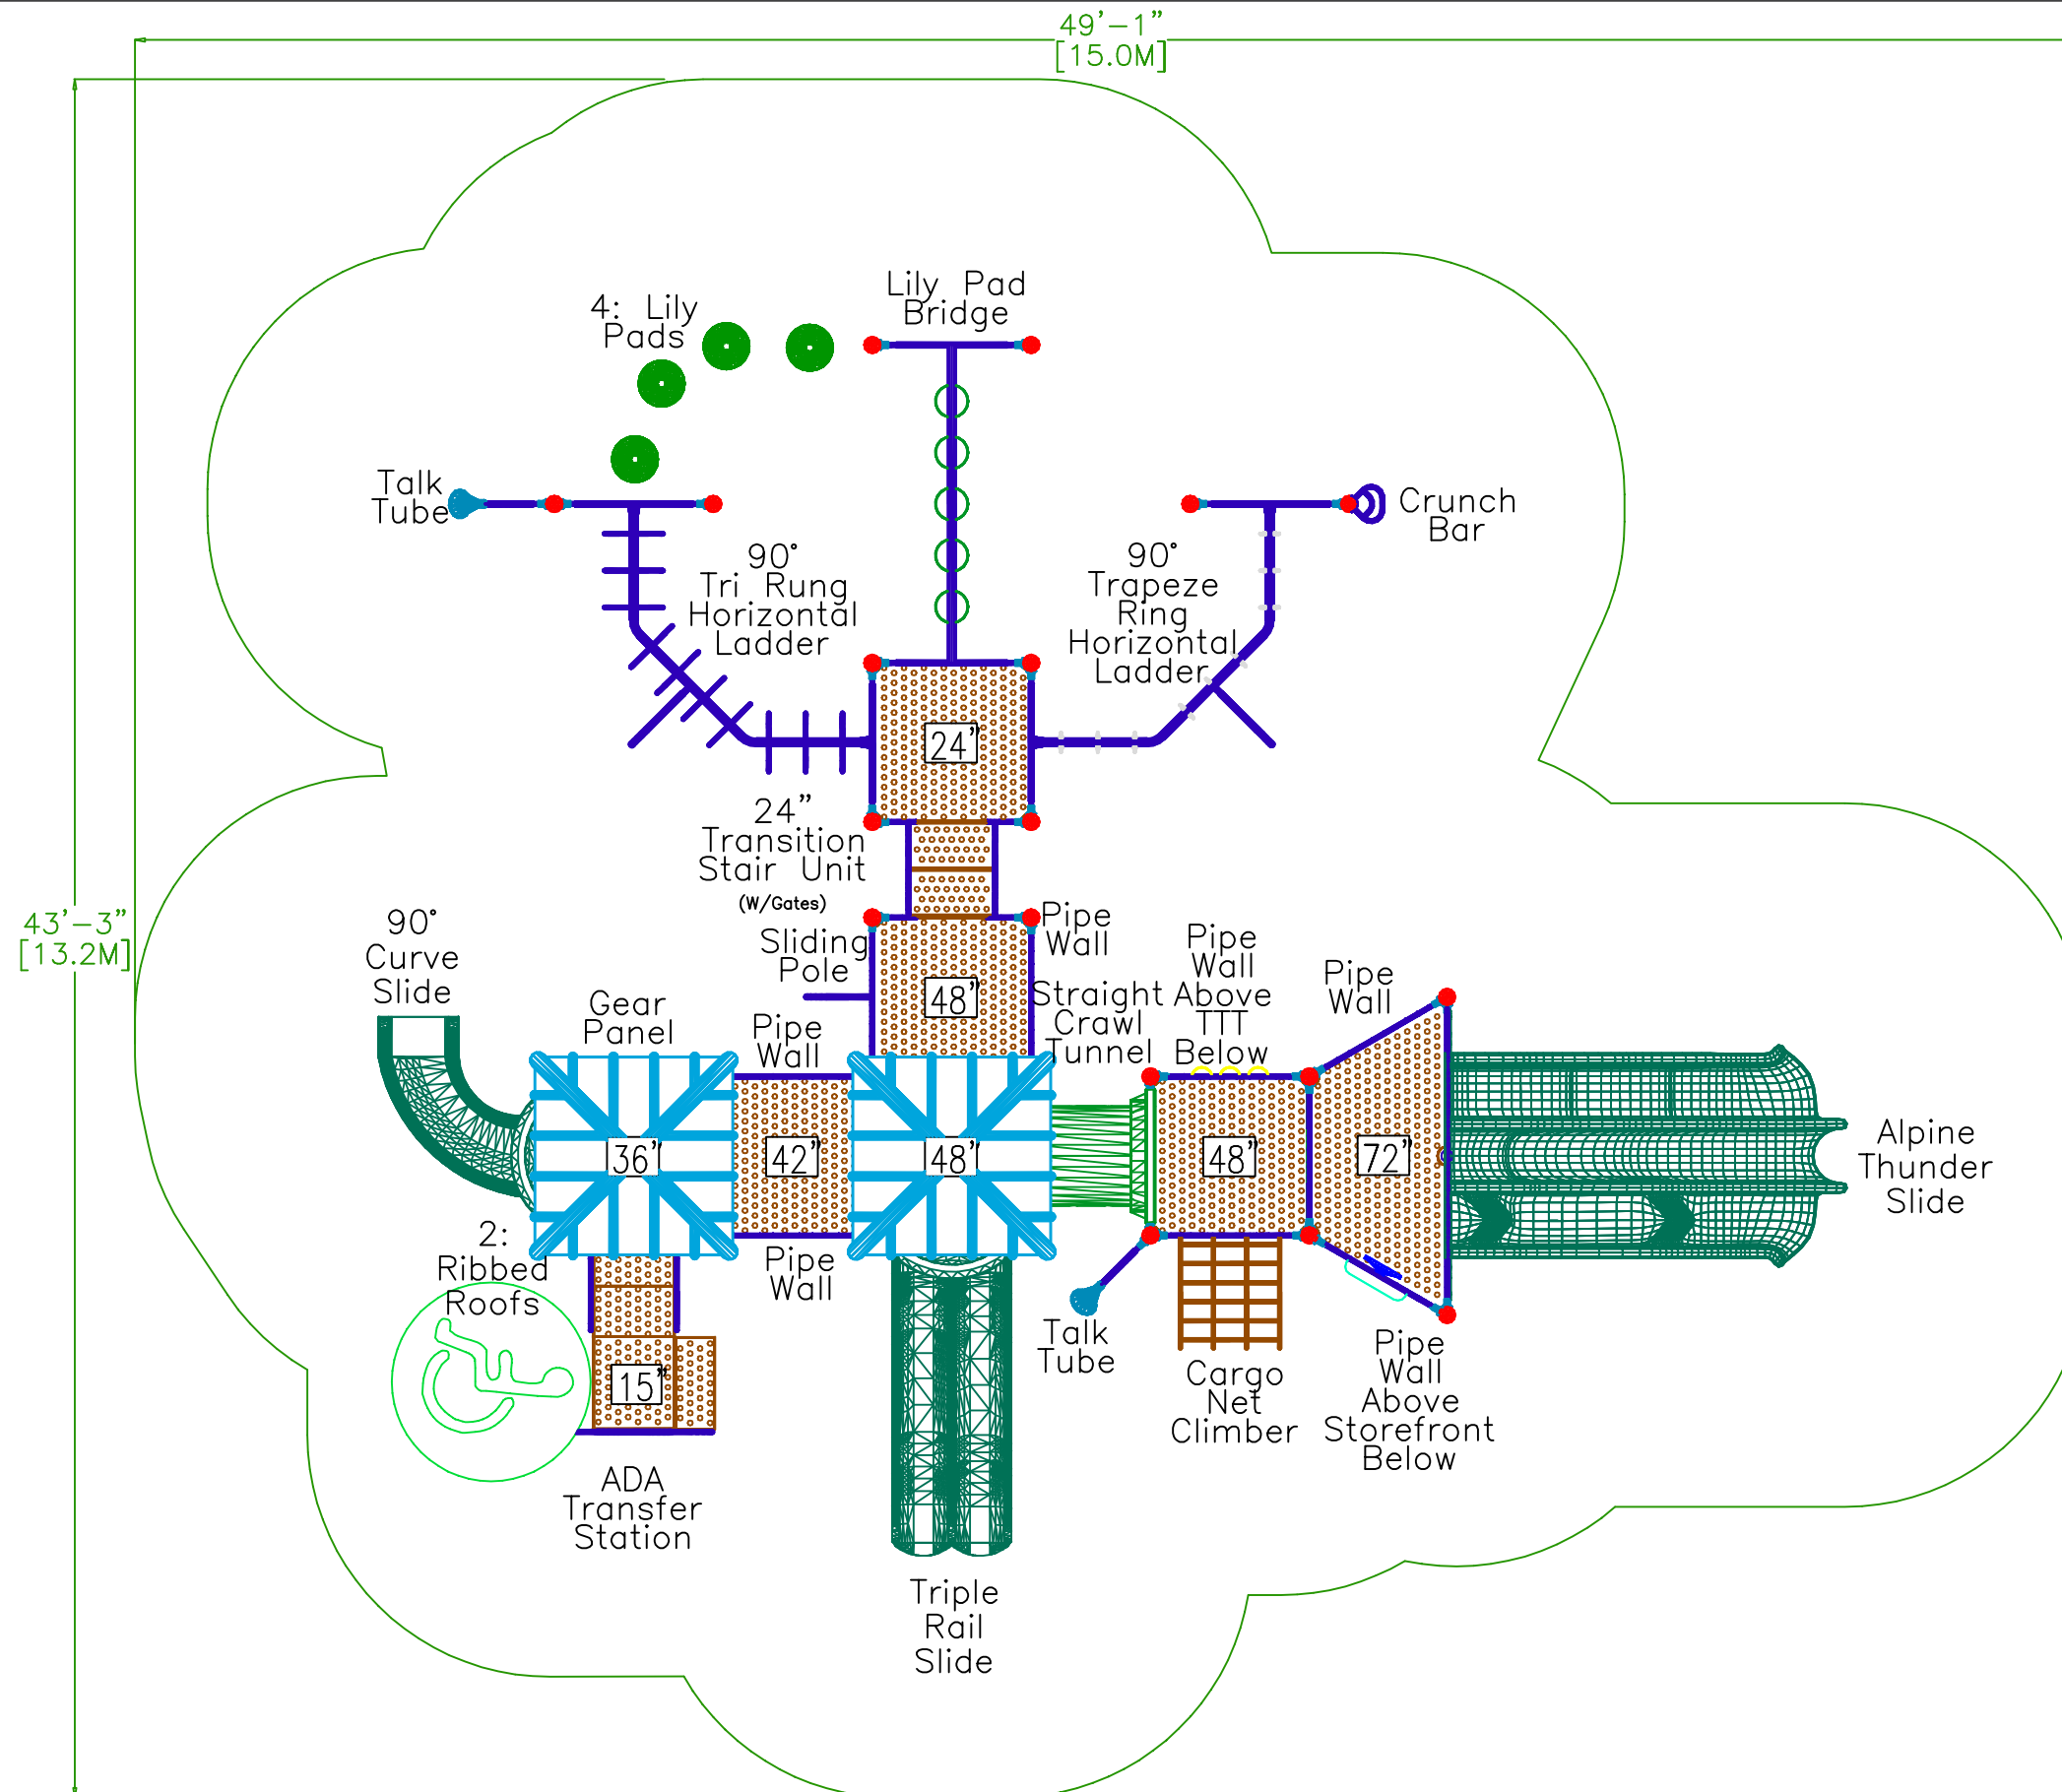 49'-1"
[15.0M]
Lily Pad
Bridge
4: Lily
Pads
Talk
Tube
Crunch
Bar
90°
Tri Rung
Horizontal
Ladder
90°
Trapeze
Ring
Horizontal
Ladder
24"
24"
Transition
Stair Unit
(W/Gates)
43'-3"
[13.2M]
90°
Curve
Slide
Sliding
Pole
Pipe
Wall
48"
Gear
Panel
Pipe
Wall
Straight
Crawl
Tunnel
Pipe
Wall
Above
TTT
Below
Pipe
Wall
36"
42"
48"
48"
72"
Alpine
Thunder
Slide
2:
Ribbed
Roofs
Pipe
Wall
Talk
Tube
Cargo
Net
Climber
Pipe
Wall
Above
Storefront
Below
15"
ADA
Transfer
Station
Triple
Rail
Slide